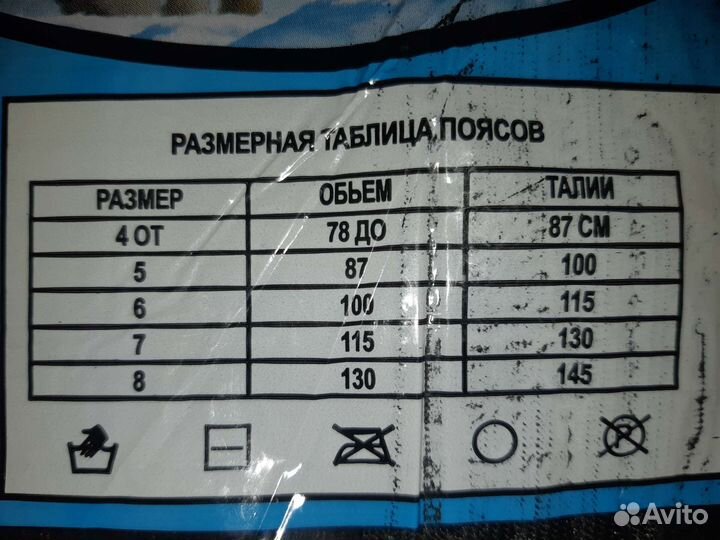 РАЗМЕРНАЯ ТАБЛИЦА ПОЯСОВ
РАЗМЕР ОБЬЕМ ТАЛИИ
4 ОТ 78 ДО 87 СМ
5 87 100
6 100 115
7 115 130
8 130 145
Avito